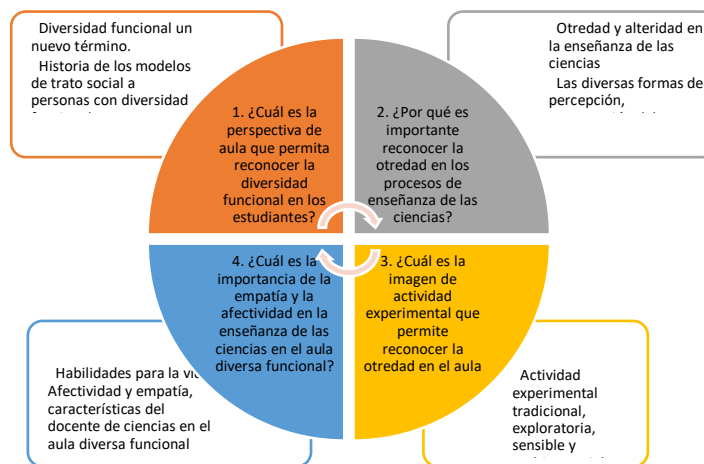 Diversidad funcional un
nuevo término.
Historia de los modelos
de trato social a
personas con diversidad
Otredad y alteridad en
la enseñanza de las
ciencias
Las diversas formas de
percepción,
1. ¿Cuál es la
perspectiva de
aula que permita
reconocer la
diversidad
funcional en los
estudiantes?
2. ¿Por qué es
importante
reconocer la
otredad en los
procesos de
enseñanza de las
ciencias?
4. ¿Cuál es la
importancia de la
empatía y la
afectividad en la
enseñanza de las
ciencias en el aula
diversa funcional?
3. ¿Cuál es la
imagen de
actividad
experimental que
permite
reconocer la
otredad en el aula
Habilidades para la
Afectividad y empatía,
características del
docente de ciencias en el
aula diversa funcional
Actividad
experimental
tradicional,
exploratoria,
sensible y